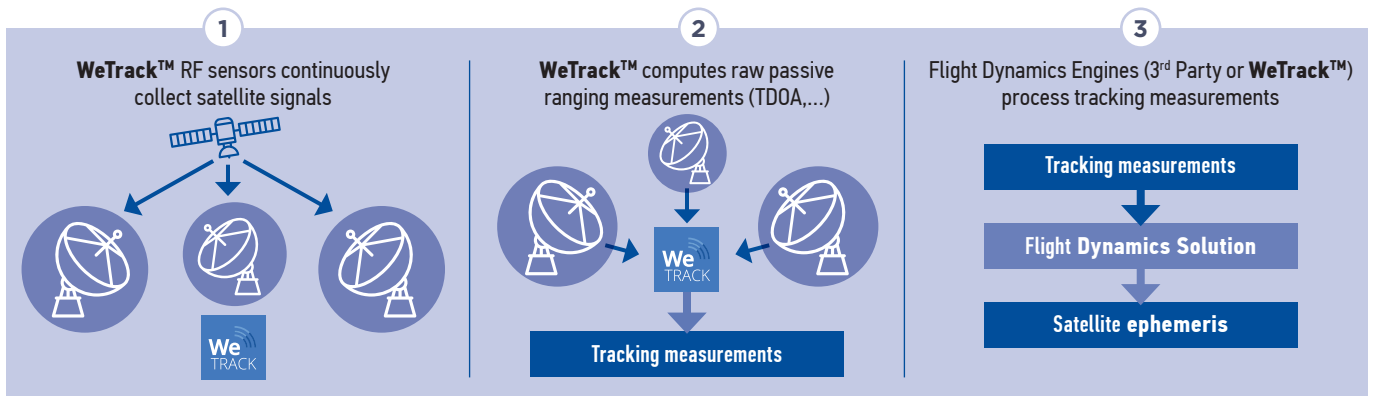 1
WeTrack™ RF sensors continuously
collect satellite signals
We
TRACK
2
WeTrack™ computes raw passive
ranging measurements (TDOA,...)
We
TRACK
Tracking measurements
3
Flight Dynamics Engines (3rd Party or WeTrack™)
process tracking measurements
Tracking measurements
Flight Dynamics Solution
Satellite ephemeris